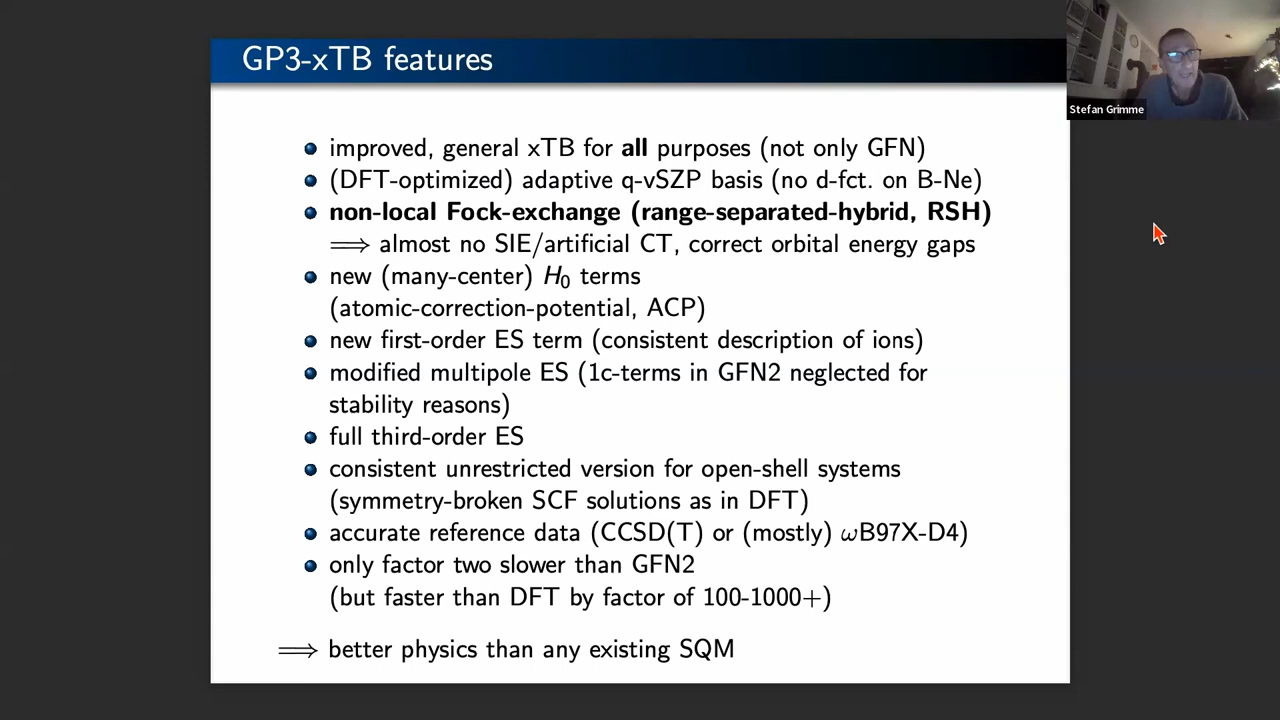 GP3-xTB features
Stefan Grimme
improved, general xTB for all purposes (not only GFN)
(DFT-optimized) adaptive q-vSZP basis (no d-fct. on B-Ne)
non-local Fock-exchange (range-separated-hybrid, RSH)
⟹ almost no SIE/artificial CT, correct orbital energy gaps
new (many-center) H₀ terms
(atomic-correction-potential, ACP)
new first-order ES term (consistent description of ions)
modified multipole ES (1c-terms in GFN2 neglected for
stability reasons)
full third-order ES
consistent unrestricted version for open-shell systems
(symmetry-broken SCF solutions as in DFT)
accurate reference data (CCSD(T) or (mostly) ωB97X-D4)
only factor two slower than GFN2
(but faster than DFT by factor of 100-1000+)
⟹ better physics than any existing SQM